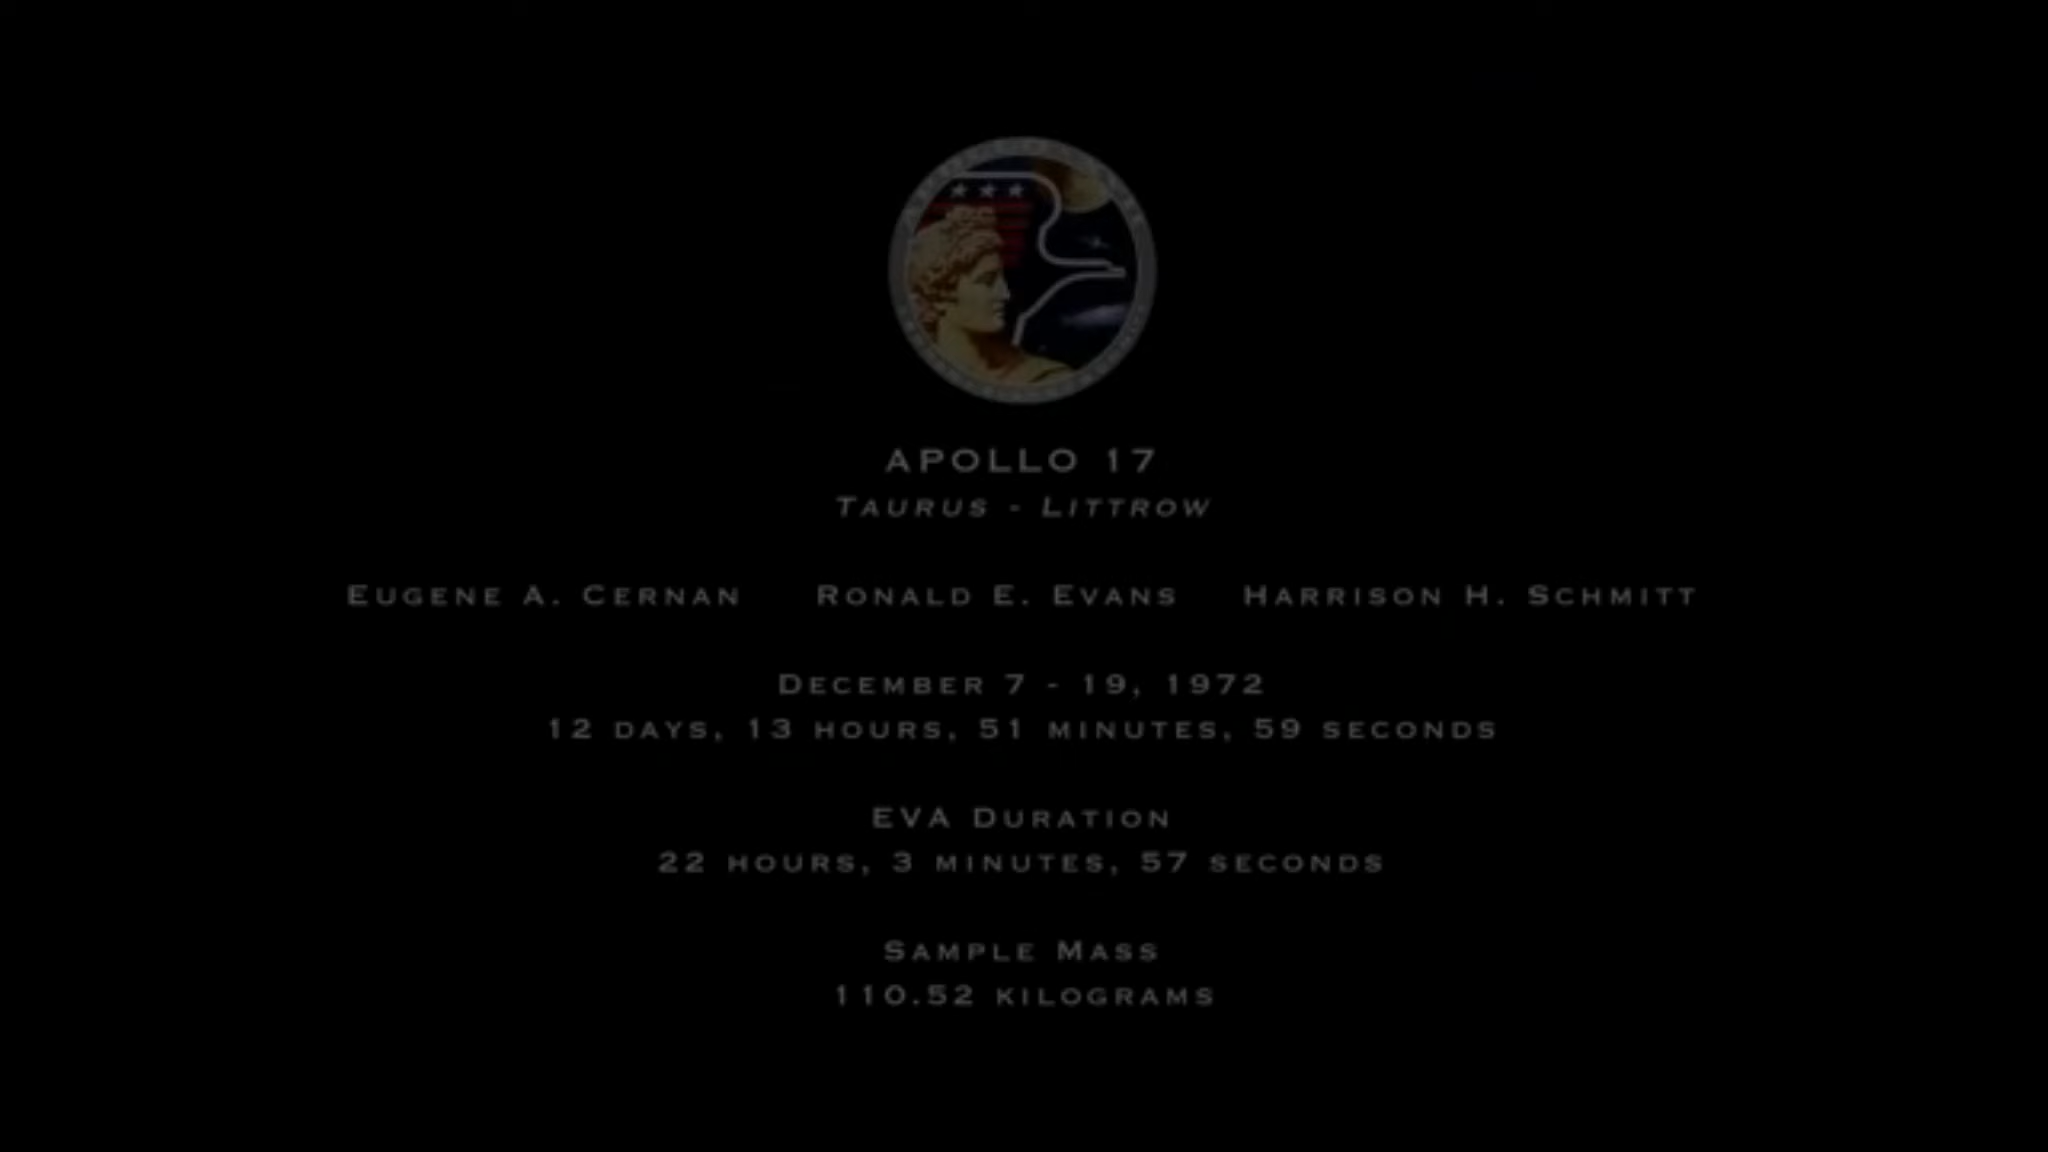 APOLLO 17
TAURUS - LITTROW
EUGENE A. CERNAN RONALD E. EVANS HARRISON H. SCHMITT
DECEMBER 7 - 19, 1972
12 DAYS, 13 HOURS, 51 MINUTES, 59 SECONDS
EVA DURATION
22 HOURS, 3 MINUTES, 57 SECONDS
SAMPLE MASS
110.52 KILOGRAMS